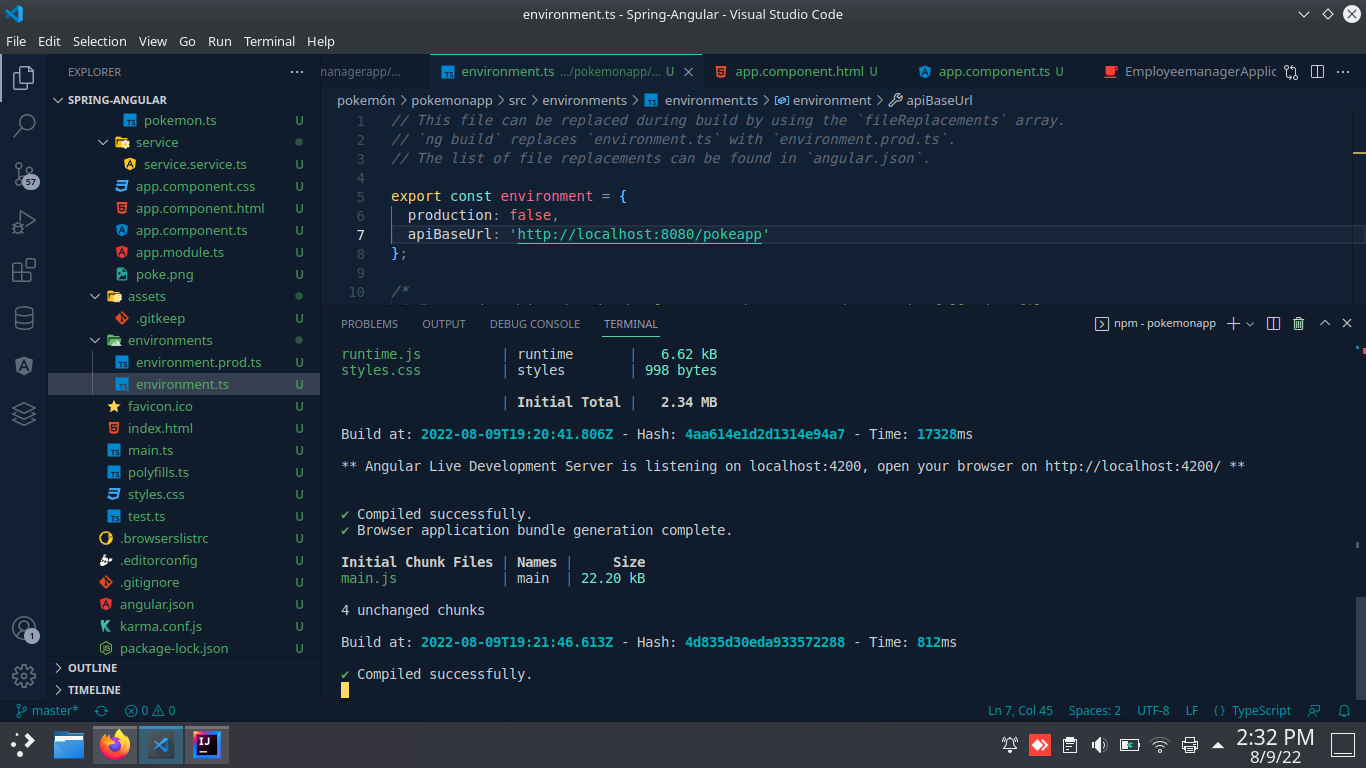 environment.ts - Spring-Angular - Visual Studio Code
File Edit Selection View Go Run Terminal Help
EXPLORER
SPRING-ANGULAR
pokemon.ts U
service
service.service.ts U
app.component.css U
app.component.html U
app.component.ts U
app.module.ts U
poke.png U
assets
.gitkeep U
environments
environment.prod.ts U
environment.ts U
favicon.ico U
index.html U
main.ts U
polyfills.ts U
styles.css U
test.ts U
.browserslistrc U
.editorconfig U
.gitignore U
angular.json U
karma.conf.js U
package-lock.json U
OUTLINE
TIMELINE
57
1
managerapp/...
environment.ts .../pokemonapp/... U
app.component.html U
app.component.ts U
EmployeemanagerApplic
pokemón > pokemonapp > src > environments > environment.ts > environment > apiBaseUrl
1 // This file can be replaced during build by using the `fileReplacements` array.
2 // `ng build` replaces `environment.ts` with `environment.prod.ts`.
3 // The list of file replacements can be found in `angular.json`.
4
5 export const environment = {
6 production: false,
7 apiBaseUrl: 'http://localhost:8080/pokeapp'
8 };
9
10 /*
PROBLEMS OUTPUT DEBUG CONSOLE TERMINAL
npm - pokemonapp
runtime.js | runtime | 6.62 kB
styles.css | styles | 998 bytes
| Initial Total | 2.34 MB
Build at: 2022-08-09T19:20:41.806Z - Hash: 4aa614e1d2d1314e94a7 - Time: 17328ms
** Angular Live Development Server is listening on localhost:4200, open your browser on http://localhost:4200/ **
✔ Compiled successfully.
✔ Browser application bundle generation complete.
Initial Chunk Files | Names | Size
main.js | main | 22.20 kB
4 unchanged chunks
Build at: 2022-08-09T19:21:46.613Z - Hash: 4d835d30eda933572288 - Time: 812ms
✔ Compiled successfully.
master* 0 0
Ln 7, Col 45 Spaces: 2 UTF-8 LF {} TypeScript
2:32 PM
8/9/22